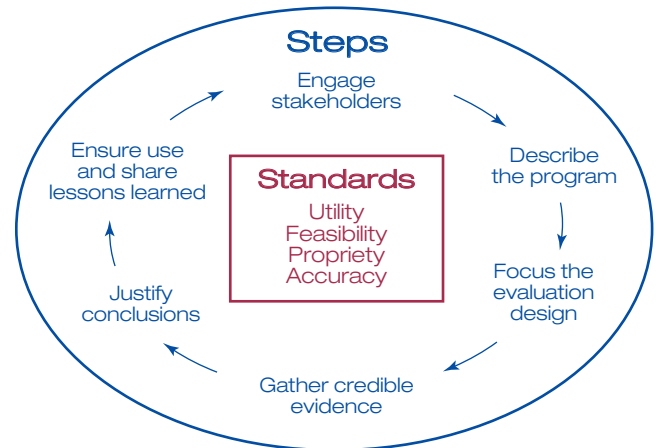 Steps
Engage
stakeholders
Describe
the program
Focus the
evaluation
design
Gather credible
evidence
Justify
conclusions
Ensure use
and share
lessons learned
Standards
Utility
Feasibility
Propriety
Accuracy